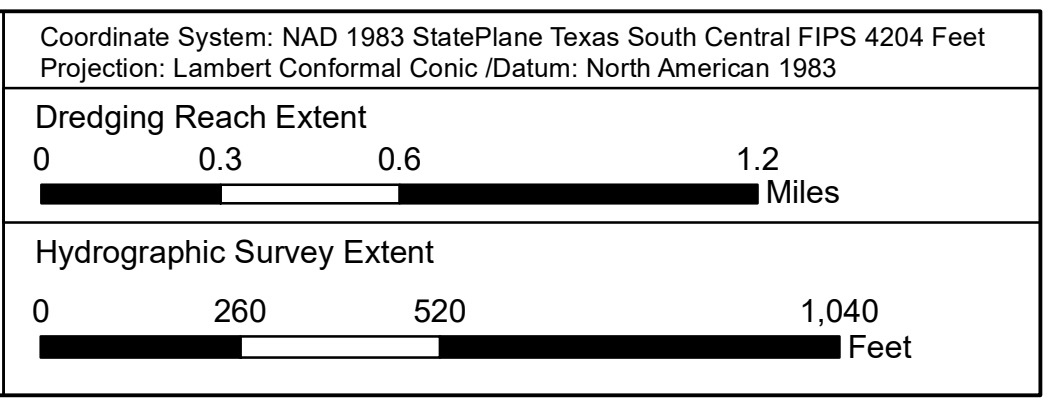 Coordinate System: NAD 1983 StatePlane Texas South Central FIPS 4204 Feet
Projection: Lambert Conformal Conic /Datum: North American 1983
Dredging Reach Extent
0 0.3 0.6 1.2
Miles
Hydrographic Survey Extent
0 260 520 1,040
Feet